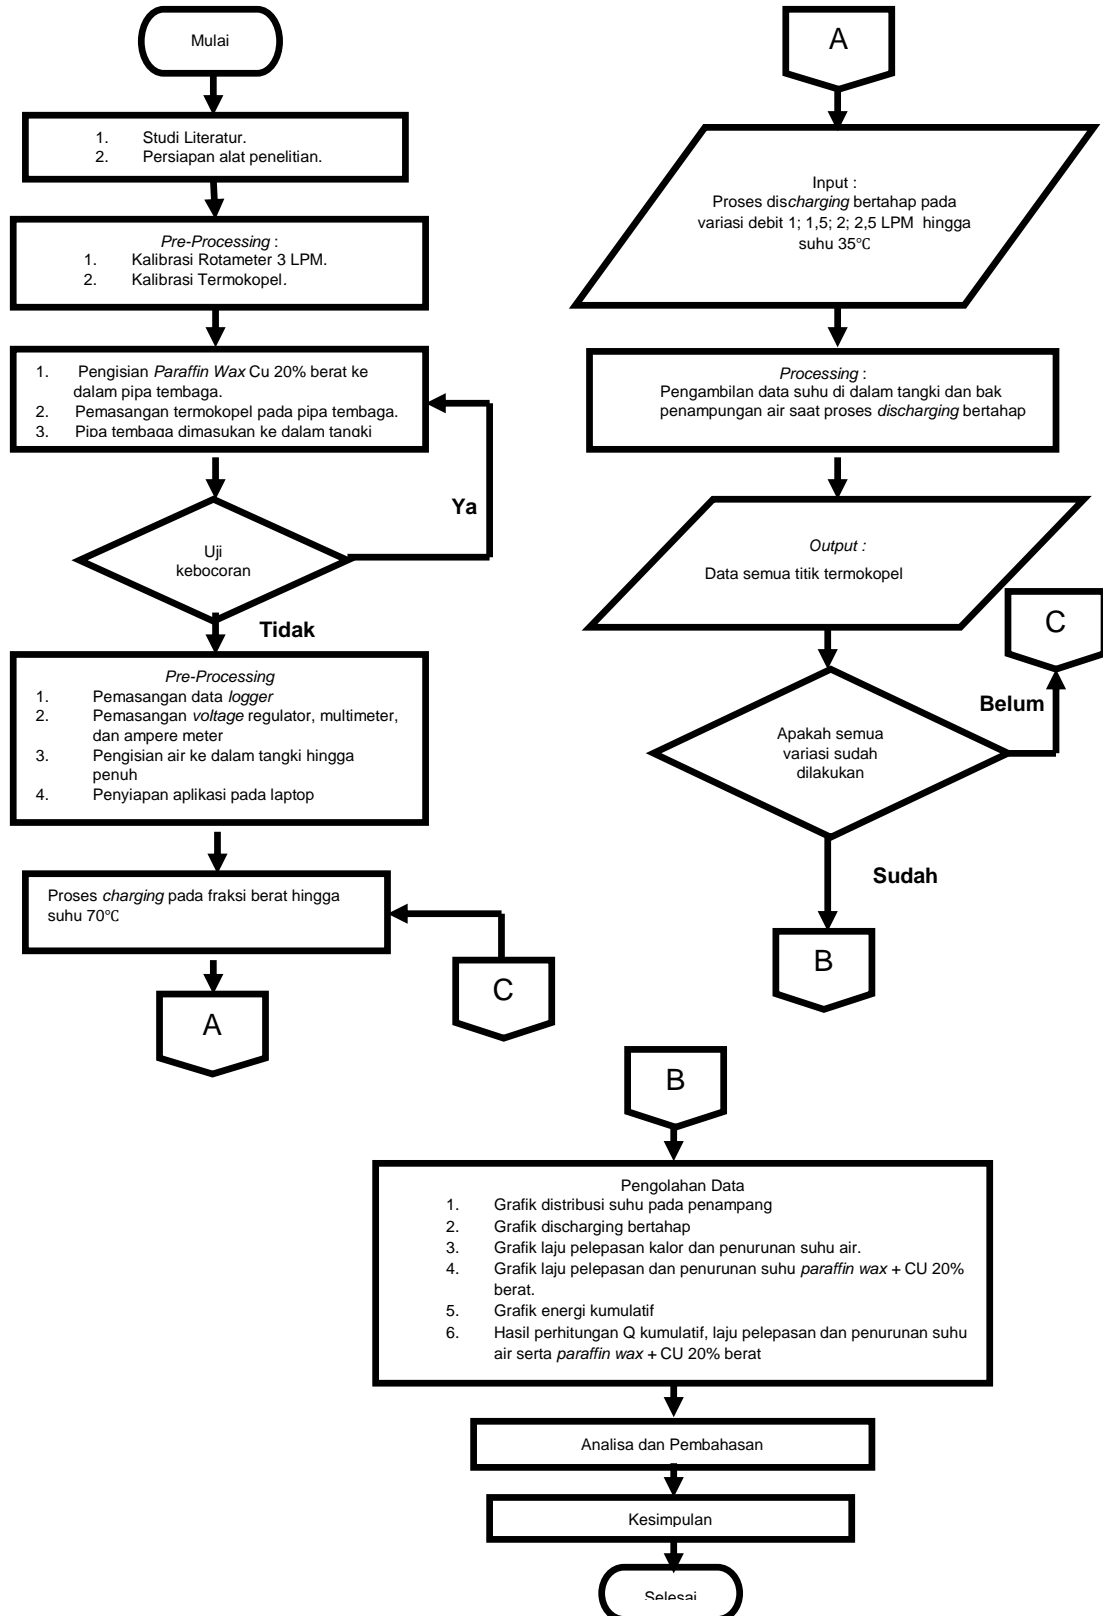 Mulai
1. Studi Literatur.
2. Persiapan alat penelitian.
Pre-Processing :
1. Kalibrasi Rotameter 3 LPM.
2. Kalibrasi Termokopel.
1. Pengisian Paraffin Wax Cu 20% berat ke
dalam pipa tembaga.
2. Pemasangan termokopel pada pipa tembaga.
3. Pipa tembaga dimasukan ke dalam tangki
Ya
Uji
kebocoran
Tidak
Pre-Processing
1. Pemasangan data logger
2. Pemasangan voltage regulator, multimeter,
dan ampere meter
3. Pengisian air ke dalam tangki hingga
penuh
4. Penyiapan aplikasi pada laptop
Proses charging pada fraksi berat hingga
suhu 70°C
C
A
A
Input :
Proses discharging bertahap pada
variasi debit 1; 1,5; 2; 2,5 LPM hingga
suhu 35°C
Processing :
Pengambilan data suhu di dalam tangki dan bak
penampungan air saat proses discharging bertahap
Output :
Data semua titik termokopel
C
Belum
Apakah semua
variasi sudah
dilakukan
Sudah
B
B
Pengolahan Data
1. Grafik distribusi suhu pada penampang
2. Grafik discharging bertahap
3. Grafik laju pelepasan kalor dan penurunan suhu air.
4. Grafik laju pelepasan dan penurunan suhu paraffin wax + CU 20%
berat.
5. Grafik energi kumulatif
6. Hasil perhitungan Q kumulatif, laju pelepasan dan penurunan suhu
air serta paraffin wax + CU 20% berat
Analisa dan Pembahasan
Kesimpulan
Selesai